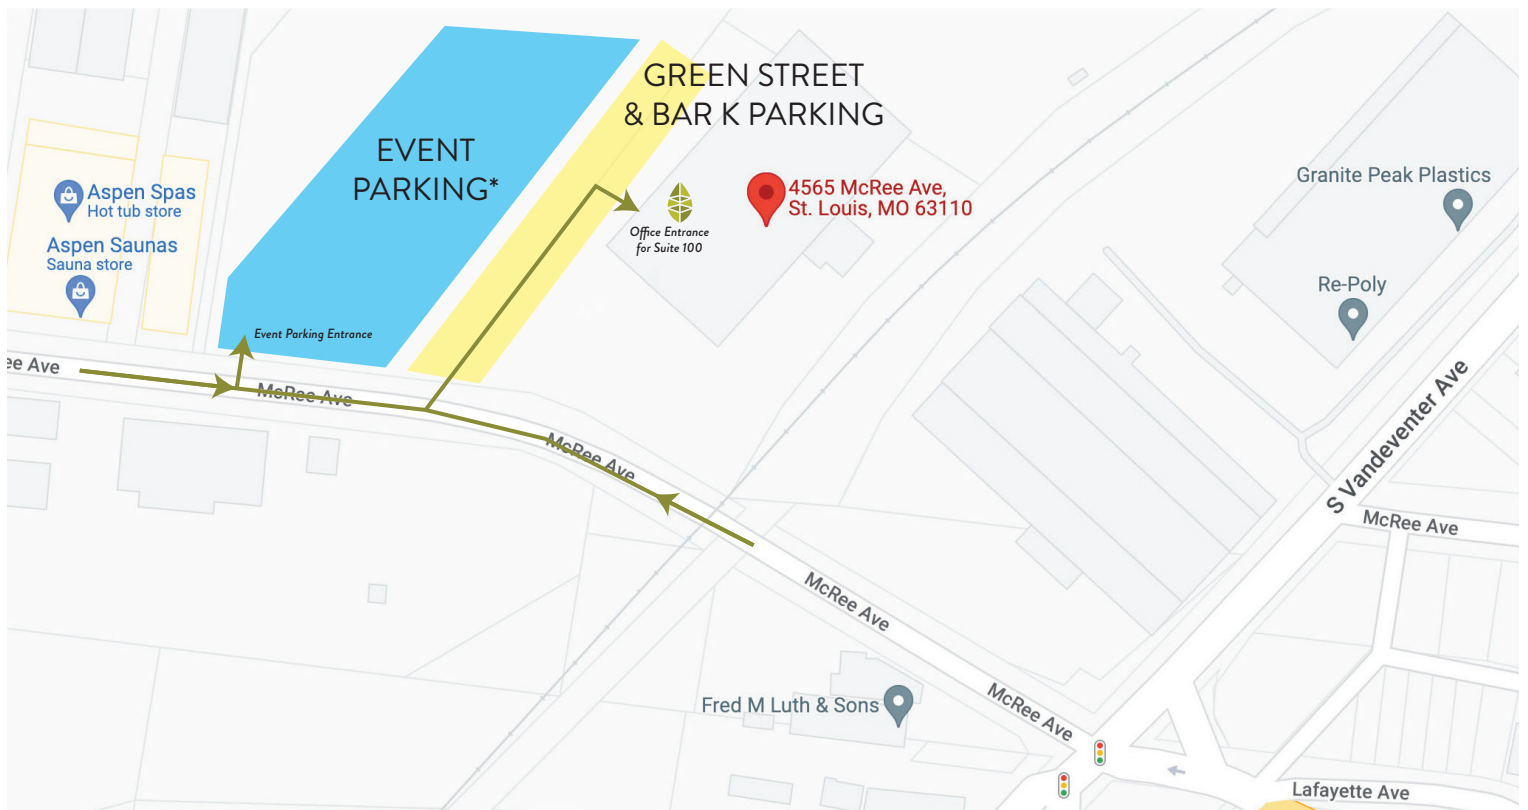 GREEN STREET
& BAR K PARKING
EVENT
PARKING*
Aspen Spas
Hot tub store
4565 McRee Ave,
St. Louis, MO 63110
Granite Peak Plastics
Office Entrance
for Suite 100
Aspen Saunas
Sauna store
Re-Poly
Event Parking Entrance
ee Ave
McRee Ave
McRee Ave
S Vandeventer Ave
McRee Ave
McRee Ave
Fred M Luth & Sons
McRee Ave
Lafayette Ave